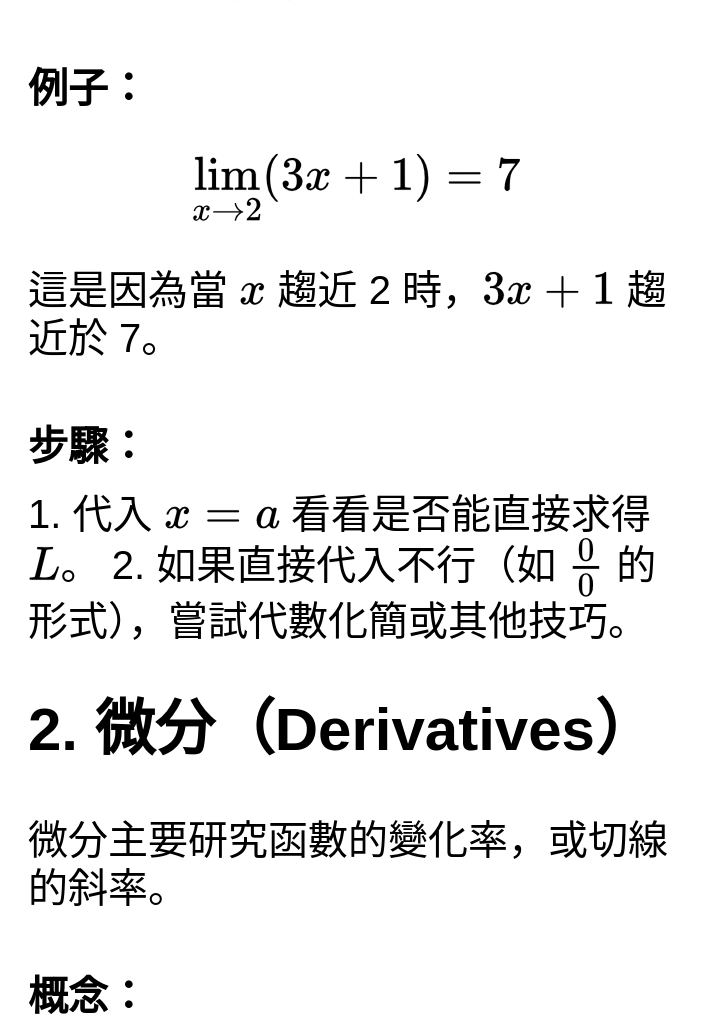 例子：
lim(3x + 1) = 7
x→2
這是因為當 x 趨近 2 時，3x + 1 趨
近於 7。
步驟：
1. 代入 x = a 看看是否能直接求得
L。 2. 如果直接代入不行（如 0/0 的
形式），嘗試代數化簡或其他技巧。
2. 微分（Derivatives）
微分主要研究函數的變化率，或切線
的斜率。
概念：